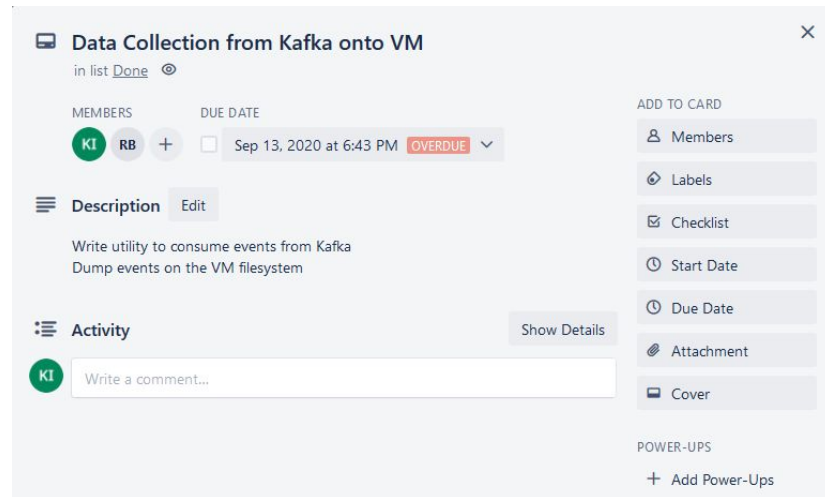 Data Collection from Kafka onto VM
in list Done
MEMBERS
DUE DATE
KI RB +
Sep 13, 2020 at 6:43 PM OVERDUE
Description Edit
Write utility to consume events from Kafka
Dump events on the VM filesystem
Activity Show Details
KI Write a comment...
ADD TO CARD
Members
Labels
Checklist
Start Date
Due Date
Attachment
Cover
POWER-UPS
+ Add Power-Ups